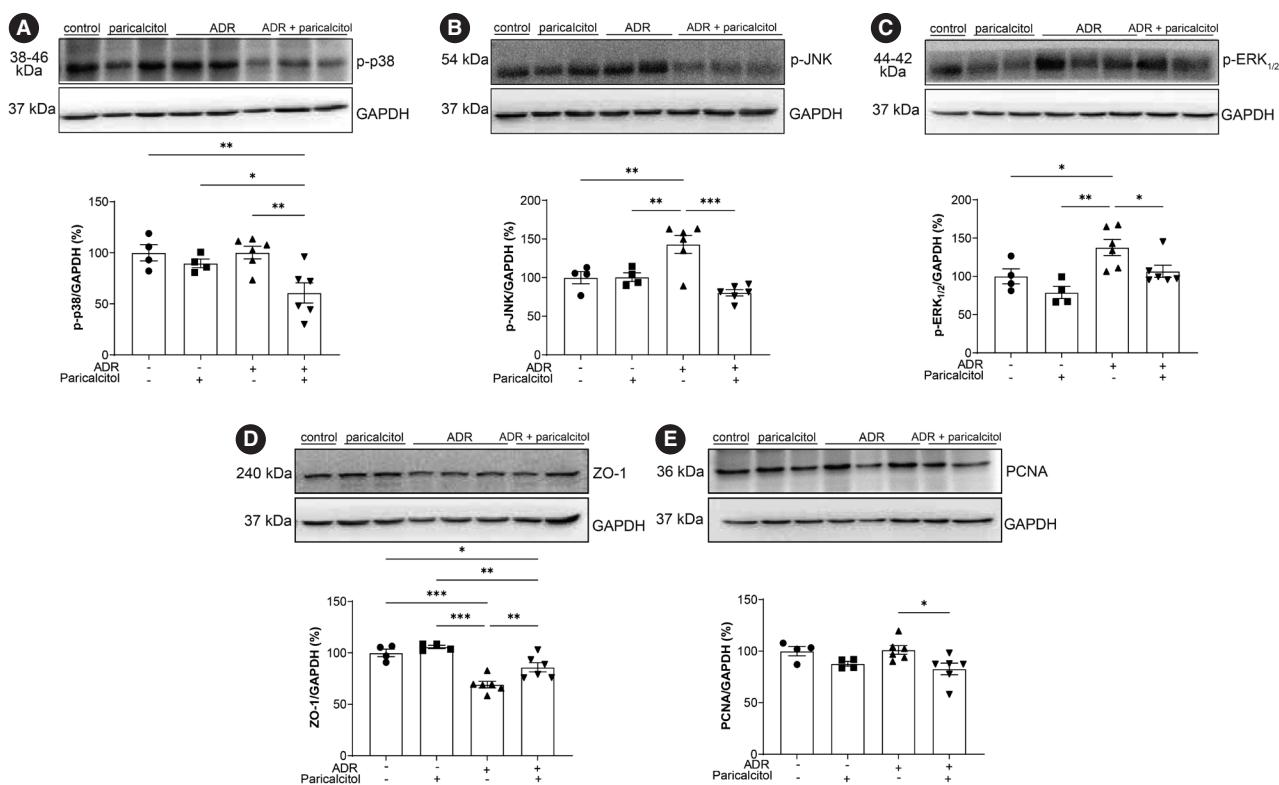 A
control paricalcitol ADR ADR + paricalcitol
38-46 kDa
p-p38
37 kDa
GAPDH
**
*
**
p-p38/GAPDH (%)
150
100
50
0
ADR - - + +
Paricalcitol - + - +
B
control paricalcitol ADR ADR + paricalcitol
54 kDa
p-JNK
37 kDa
GAPDH
**
** ***
p-JNK/GAPDH (%)
200
150
100
50
0
ADR - - + +
Paricalcitol - + - +
C
control paricalcitol ADR ADR + paricalcitol
44-42 kDa
p-ERK1/2
37 kDa
GAPDH
*
** *
p-ERK1/2/GAPDH (%)
200
150
100
50
0
ADR - - + +
Paricalcitol - + - +
D
control paricalcitol ADR ADR + paricalcitol
240 kDa
ZO-1
37 kDa
GAPDH
*
**
***
*** **
ZO-1/GAPDH (%)
150
100
50
0
ADR - - + +
Paricalcitol - + - +
E
control paricalcitol ADR ADR + paricalcitol
36 kDa
PCNA
37 kDa
GAPDH
*
PCNA/GAPDH (%)
150
100
50
0
ADR - - + +
Paricalcitol - + - +